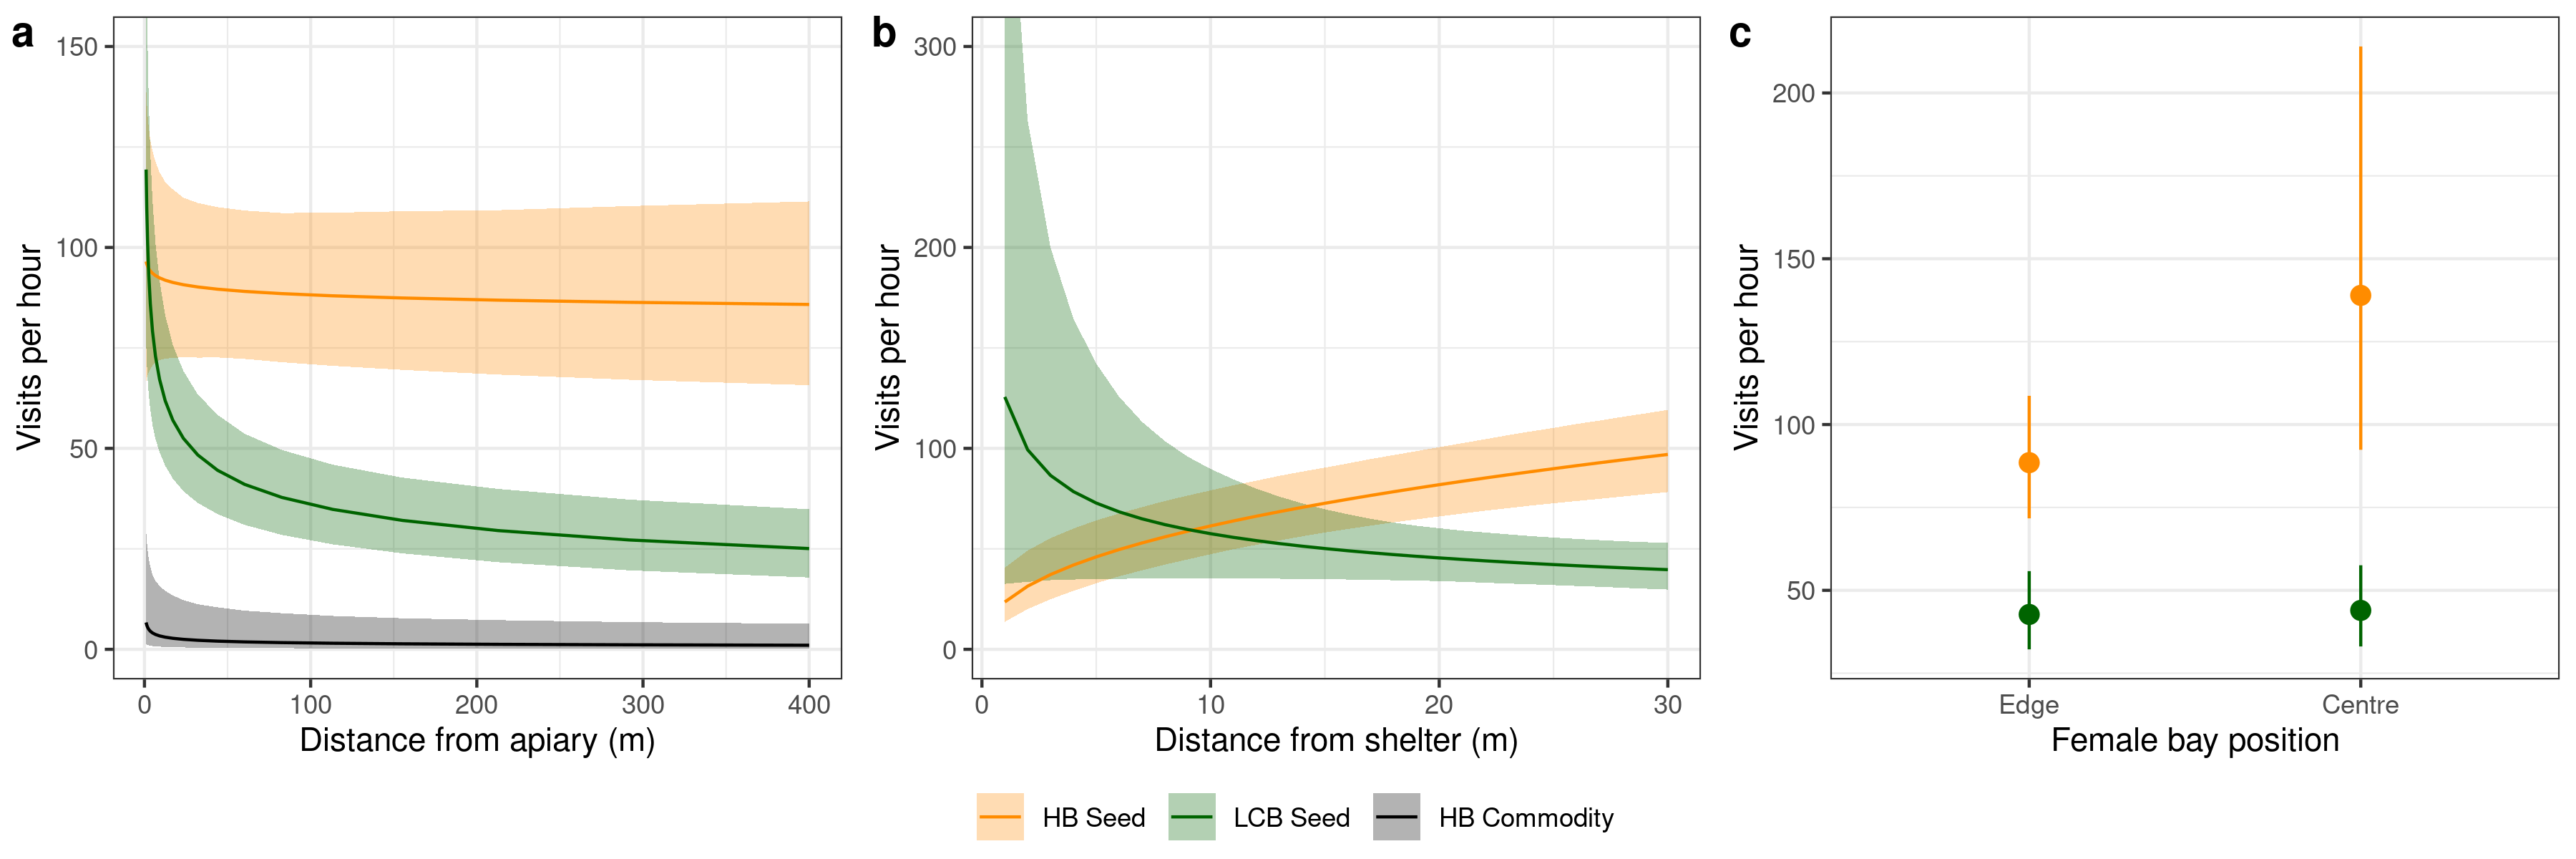 a
150
100
50
0
Visits per hour
0 100 200 300 400
Distance from apiary (m)
b
300
200
100
0
Visits per hour
0 10 20 30
Distance from shelter (m)
c
200
150
100
50
Visits per hour
Edge Centre
Female bay position
HB Seed LCB Seed HB Commodity